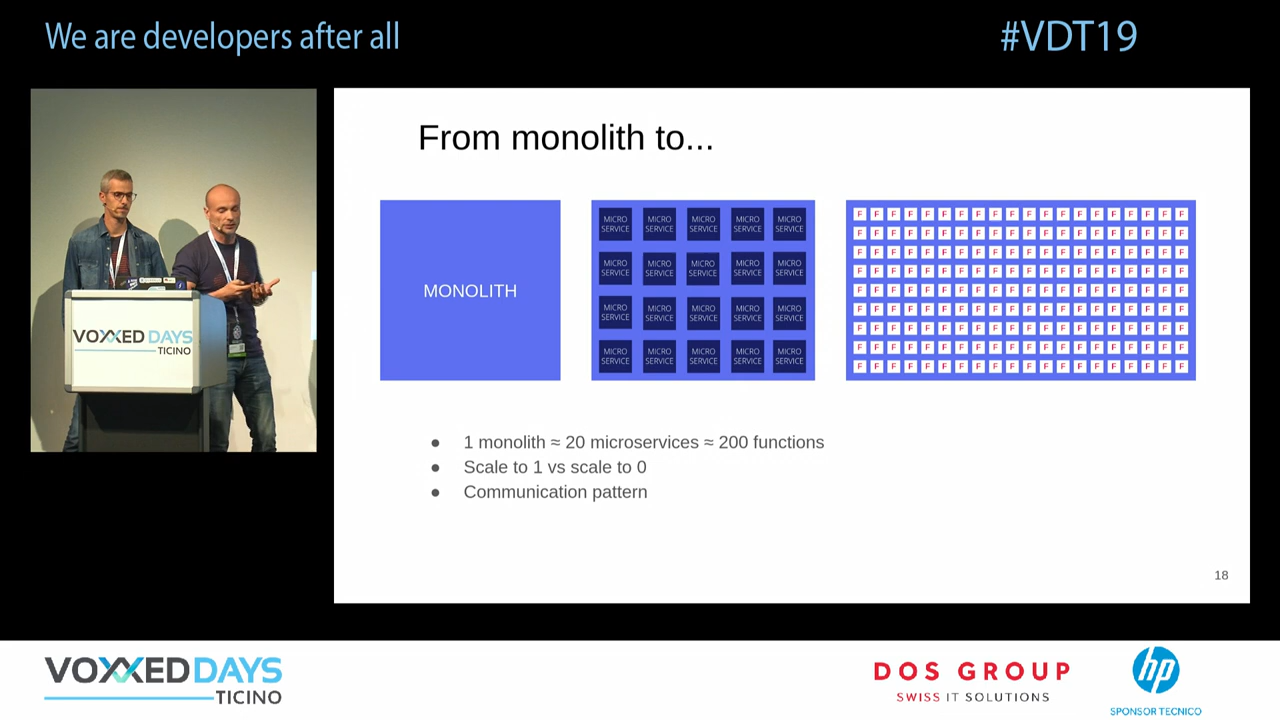 We are developers after all
#VDT19
From monolith to...
MONOLITH
MICRO SERVICE MICRO SERVICE MICRO SERVICE MICRO SERVICE MICRO SERVICE
MICRO SERVICE MICRO SERVICE MICRO SERVICE MICRO SERVICE MICRO SERVICE
MICRO SERVICE MICRO SERVICE MICRO SERVICE MICRO SERVICE MICRO SERVICE
MICRO SERVICE MICRO SERVICE MICRO SERVICE MICRO SERVICE MICRO SERVICE
F F F F F F F F F F F F F F F F F F F F
F F F F F F F F F F F F F F F F F F F F
F F F F F F F F F F F F F F F F F F F F
F F F F F F F F F F F F F F F F F F F F
F F F F F F F F F F F F F F F F F F F F
F F F F F F F F F F F F F F F F F F F F
F F F F F F F F F F F F F F F F F F F F
F F F F F F F F F F F F F F F F F F F F
F F F F F F F F F F F F F F F F F F F F
● 1 monolith ≈ 20 microservices ≈ 200 functions
● Scale to 1 vs scale to 0
● Communication pattern
18
VOXXED DAYS
TICINO
VOXXED DAYS
TICINO
DOS GROUP
SWISS IT SOLUTIONS
hp
SPONSOR TECNICO